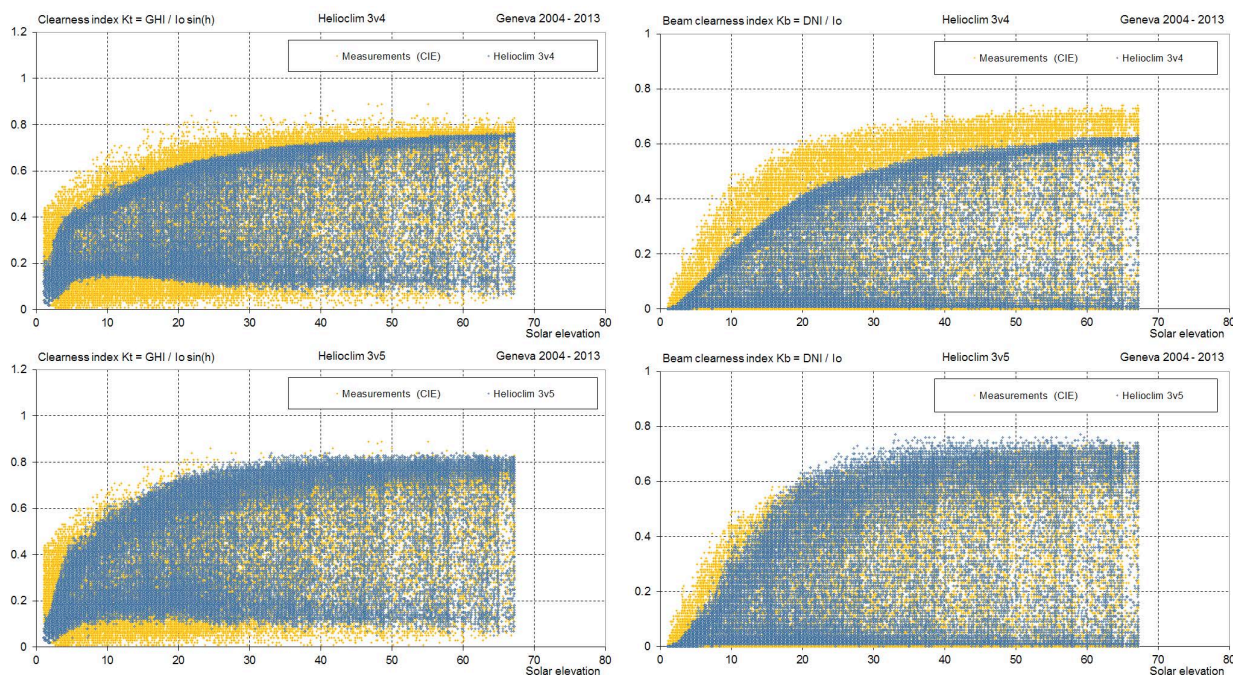 Clearness index Kt = GHI / Io sin(h) Helioclim 3v4 Geneva 2004 - 2013
1.2
Measurements (CIE) Helioclim 3v4
1
0.8
0.6
0.4
0.2
0
0 10 20 30 40 50 60 70 80
Solar elevation
Beam clearness index Kb = DNI / Io Helioclim 3v4 Geneva 2004 - 2013
1
Measurements (CIE) Helioclim 3v4
0.8
0.6
0.4
0.2
0
0 10 20 30 40 50 60 70 80
Solar elevation
Clearness index Kt = GHI / Io sin(h) Helioclim 3v5 Geneva 2004 - 2013
1.2
Measurements (CIE) Helioclim 3v5
1
0.8
0.6
0.4
0.2
0
0 10 20 30 40 50 60 70 80
Solar elevation
Beam clearness index Kb = DNI / Io Helioclim 3v5 Geneva 2004 - 2013
1
Measurements (CIE) Helioclim 3v5
0.8
0.6
0.4
0.2
0
0 10 20 30 40 50 60 70 80
Solar elevation